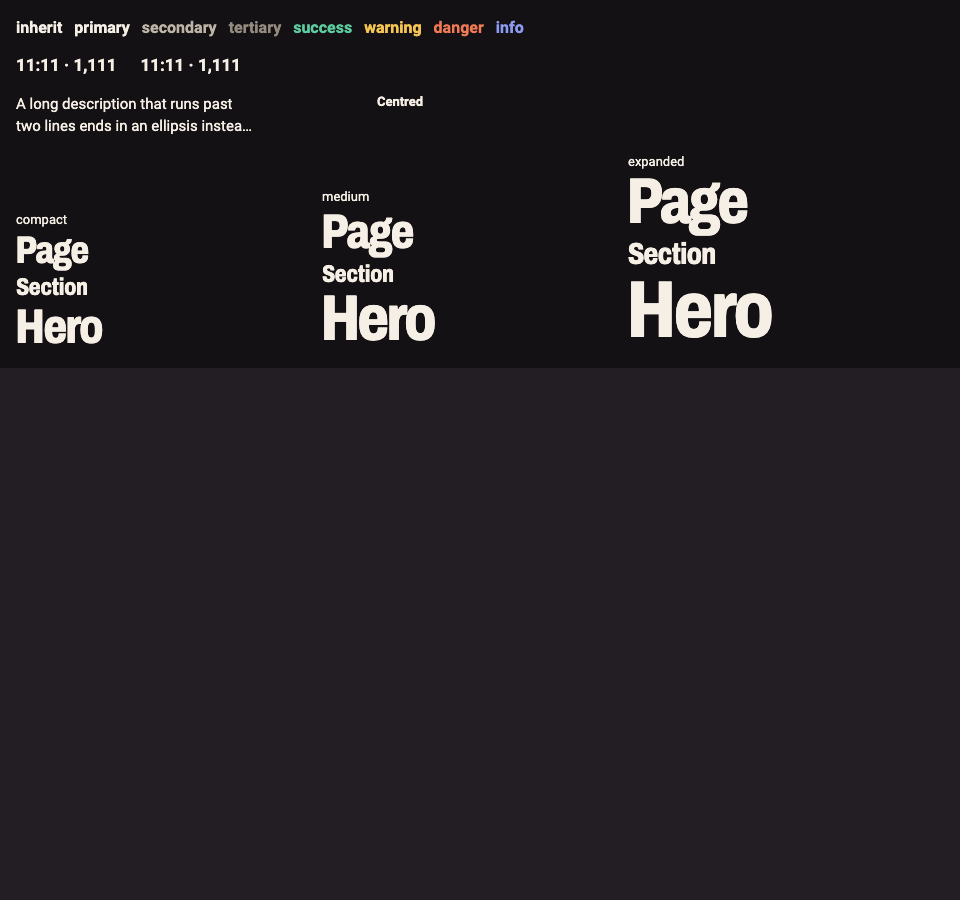 inherit primary secondary tertiary success warning danger info
11:11 · 1,111 11:11 · 1,111
A long description that runs past
two lines ends in an ellipsis instea…
Centred
compact
Page
Section
Hero
medium
Page
Section
Hero
expanded
Page
Section
Hero